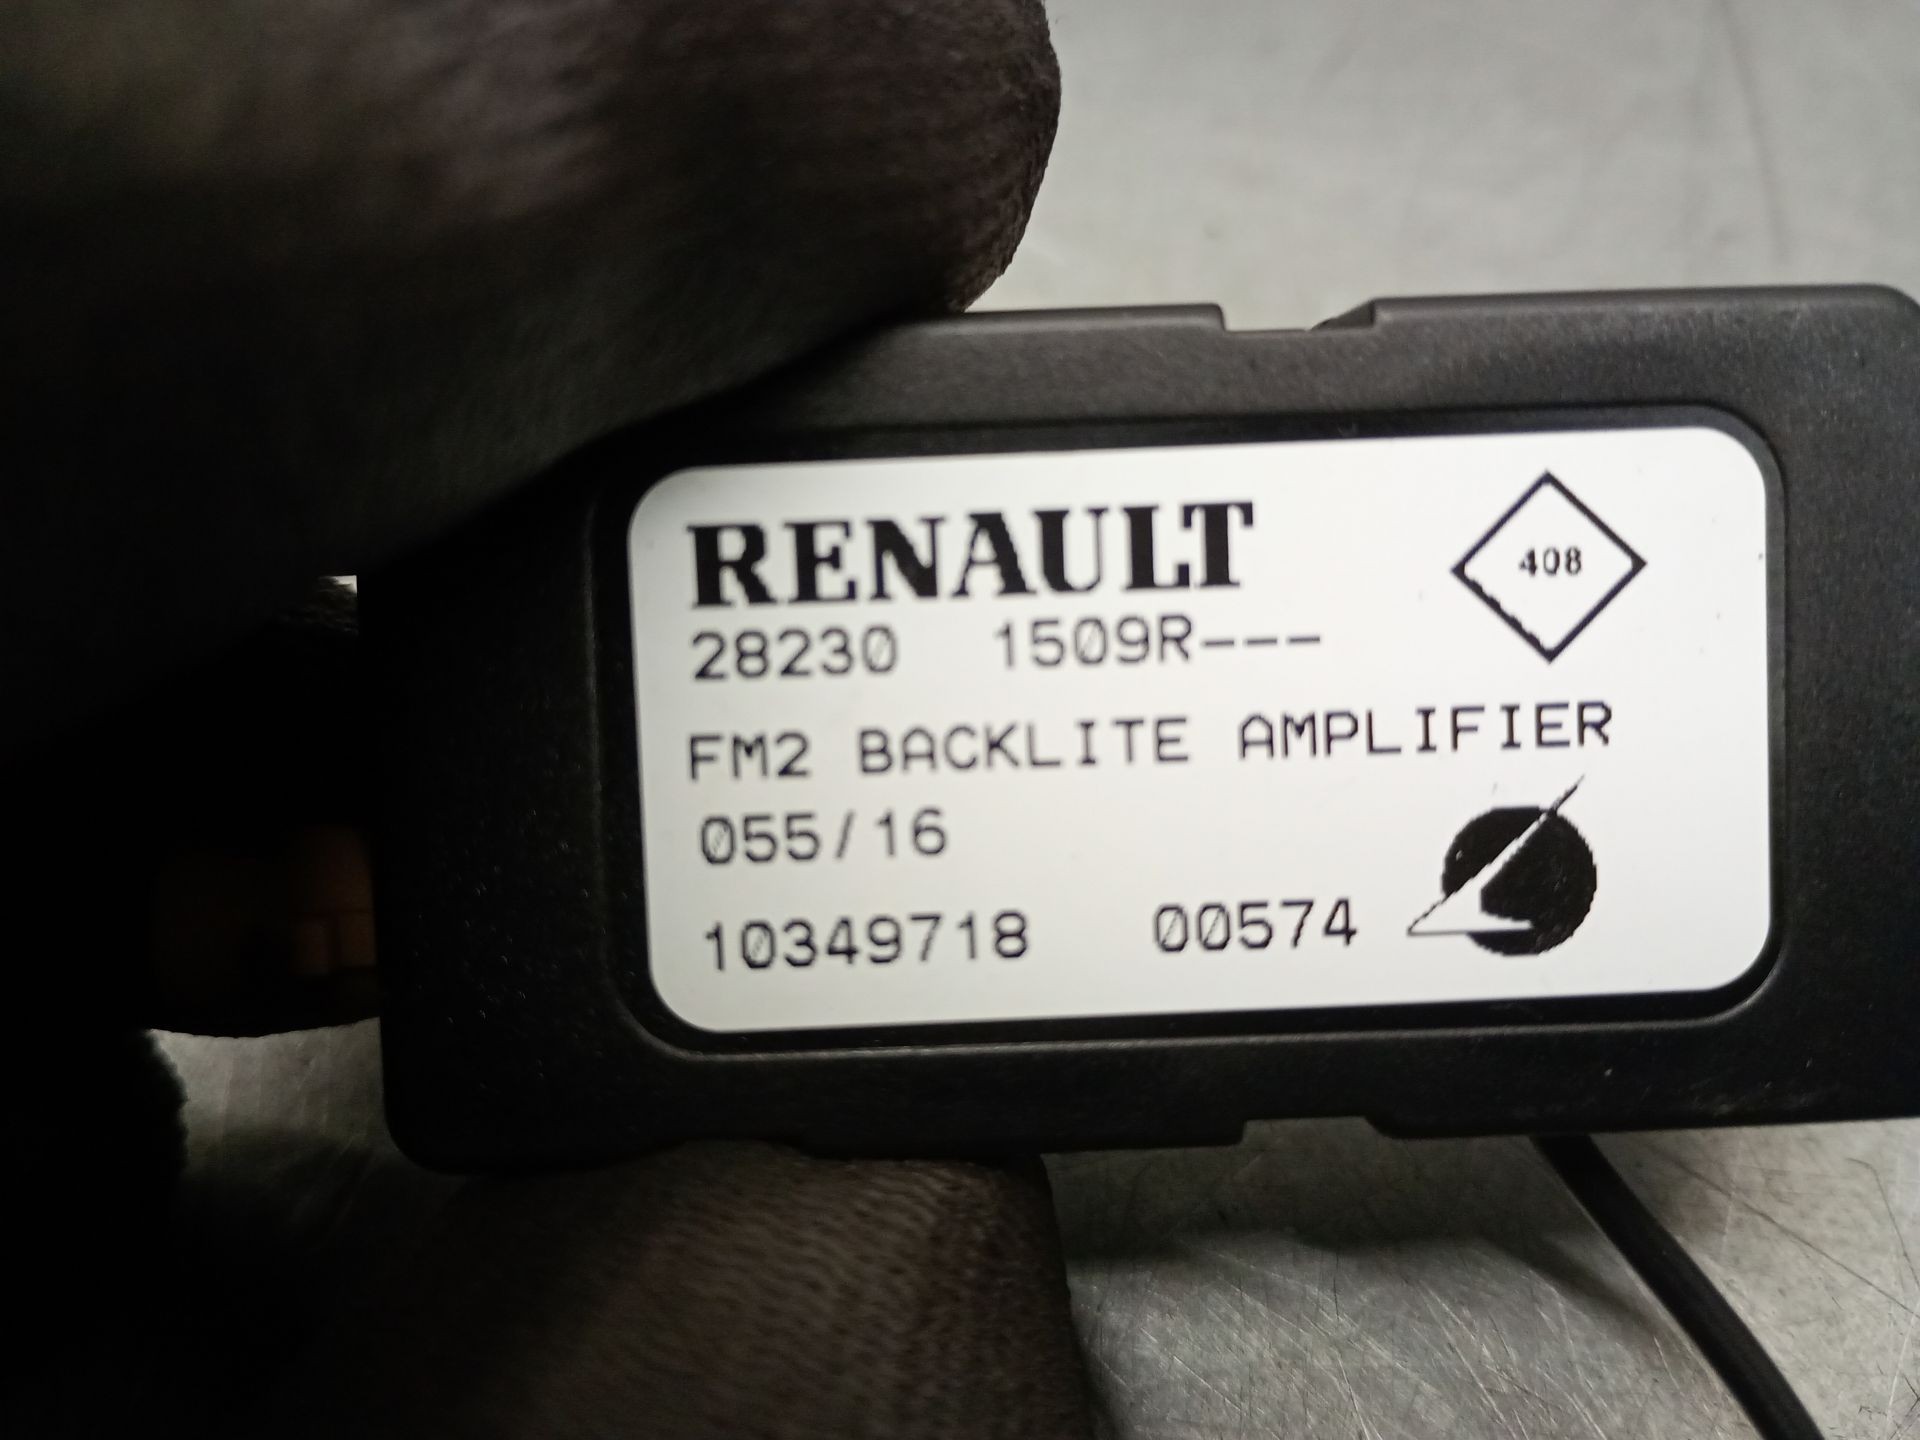 RENAULT
408
28230 1509R---
FM2 BACKLITE AMPLIFIER
055/16
10349718 00574